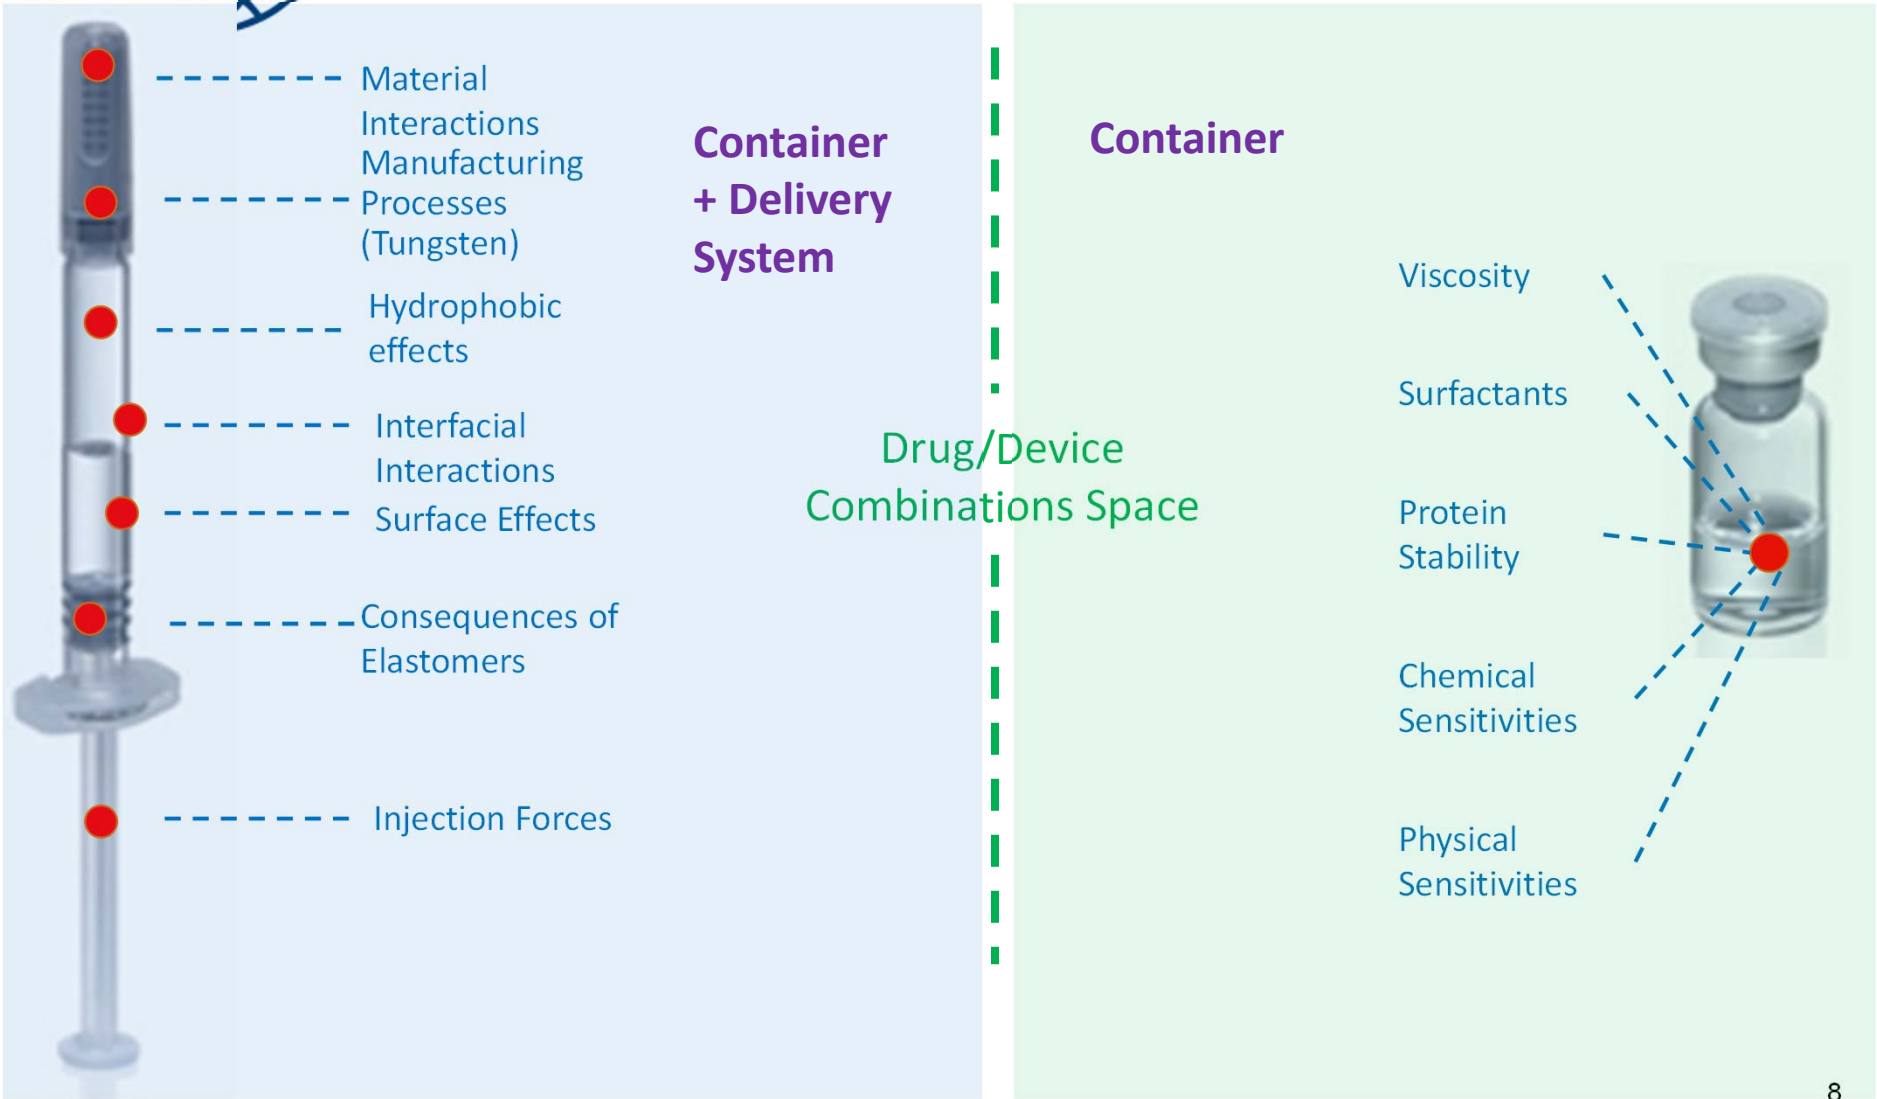 Material
Interactions
Manufacturing
Processes
(Tungsten)
Hydrophobic
effects
Interfacial
Interactions
Surface Effects
Consequences of
Elastomers
Injection Forces
Container
+ Delivery
System
Drug/Device
Combinations Space
Container
Viscosity
Surfactants
Protein
Stability
Chemical
Sensitivities
Physical
Sensitivities
8